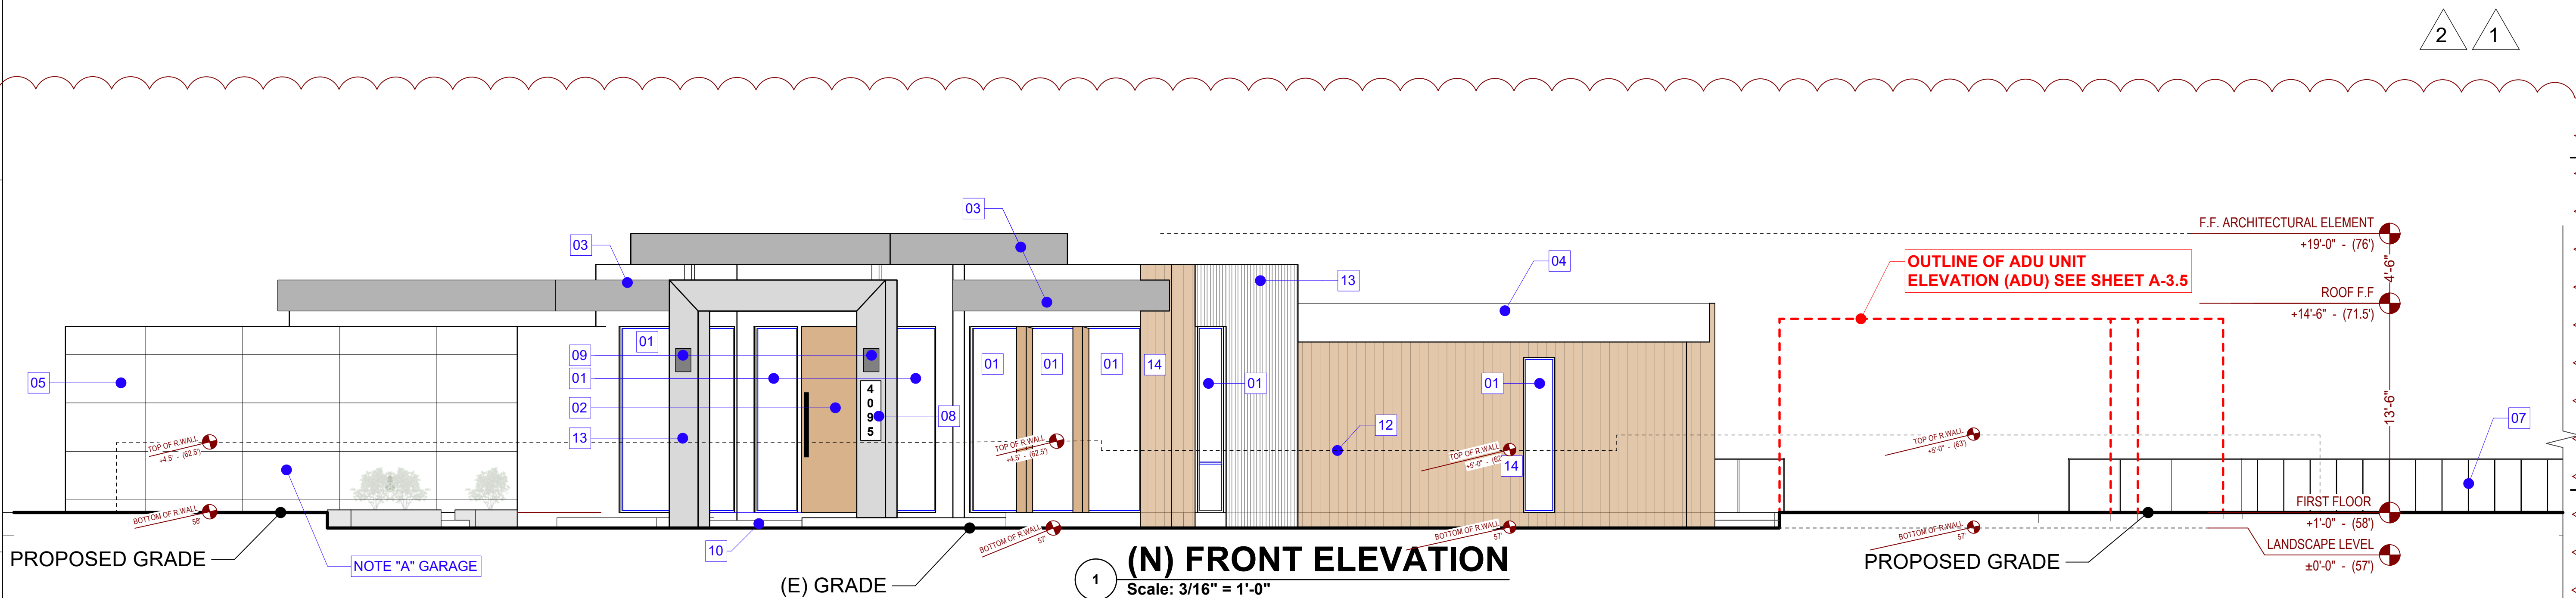 2
1
03
03
04
13
F.F. ARCHITECTURAL ELEMENT
+19'-0" - (76')
4'-6"
OUTLINE OF ADU UNIT
ELEVATION (ADU) SEE SHEET A-3.5
ROOF F.F
+14'-6" - (71.5')
13'-6"
01
09
01
02
13
05
4
0
9
5
08
01
01
01
14
01
01
12
14
07
TOP OF R.WALL
+4.5' - (62.5')
TOP OF R.WALL
+4.5' - (62.5')
TOP OF R.WALL
+5'-0" - (62'
TOP OF R.WALL
+5'-0" - (63')
BOTTOM OF R.WALL
58'
BOTTOM OF R.WALL
57'
BOTTOM OF R.WALL
57'
BOTTOM OF R.WALL
57'
FIRST FLOOR
+1'-0" - (58')
LANDSCAPE LEVEL
±0'-0" - (57')
PROPOSED GRADE
NOTE "A" GARAGE
10
(E) GRADE
PROPOSED GRADE
1
(N) FRONT ELEVATION
Scale: 3/16" = 1'-0"